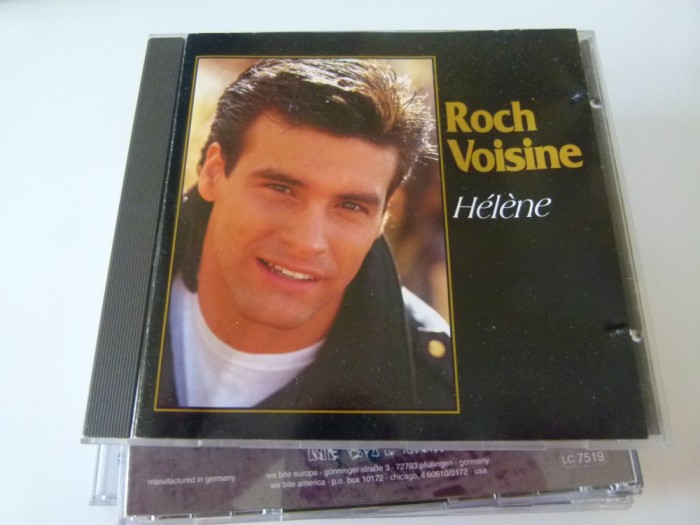 Roch
Voisine
Hélène
manufactured in germany
we bite europe · gönninger straße 3 · 72793 pfullingen · germany
we bite america · p.o. box 10172 · chicago, il 60610/0172 · usa
LC 7519